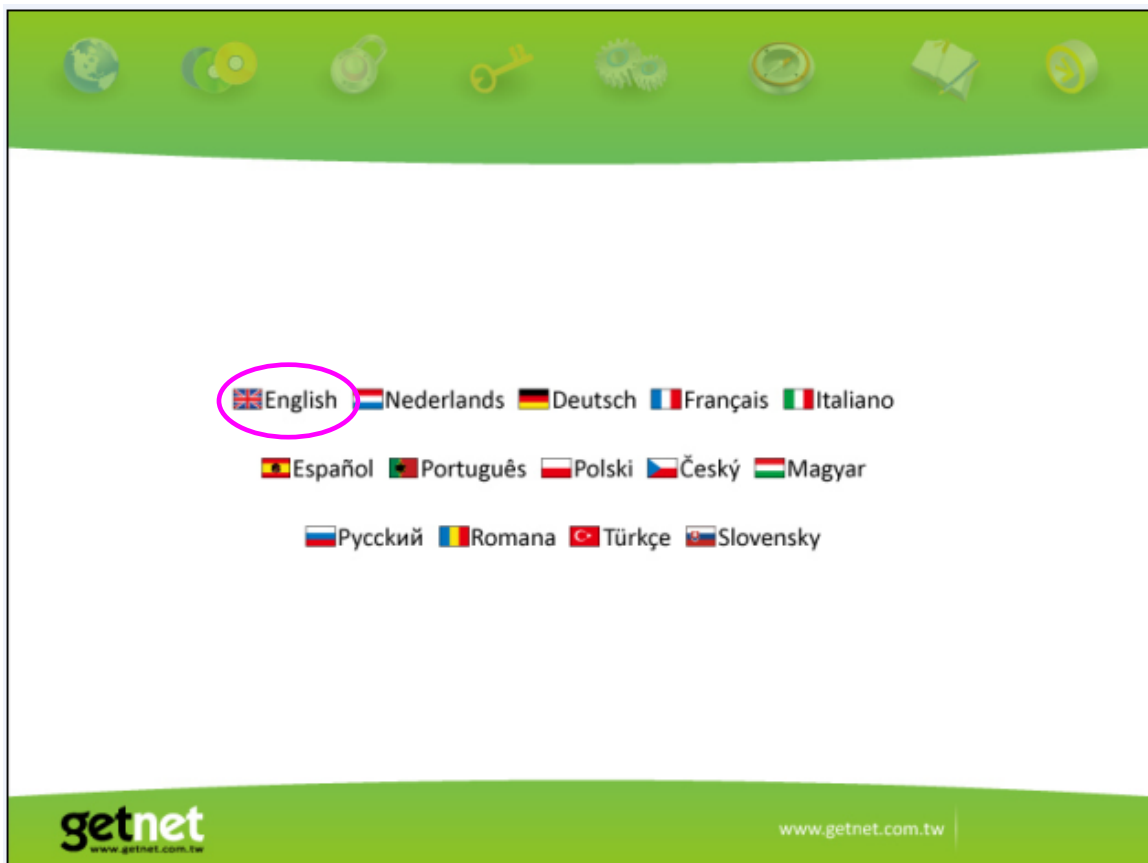 English Nederlands Deutsch Français Italiano
Español Português Polski Český Magyar
Русский Romana Türkçe Slovensky
getnet
www.getnet.com.tw
www.getnet.com.tw